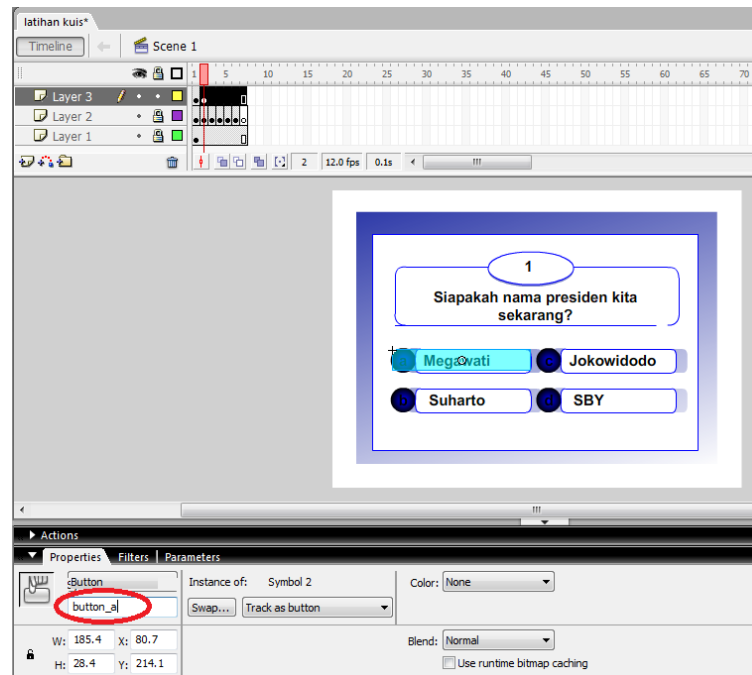 latihan kuis*
Timeline Scene 1
1 5 10 15 20 25 30 35 40 45 50 55 60 65 70
Layer 3
Layer 2
Layer 1
2 12.0 fps 0.1s
1
Siapakah nama presiden kita
sekarang?
Megawati Jokowidodo
Suharto SBY
Actions
Properties Filters Parameters
Button Instance of: Symbol 2 Color: None
button_a Swap... Track as button
W: 185.4 X: 80.7 Blend: Normal
H: 28.4 Y: 214.1 Use runtime bitmap caching